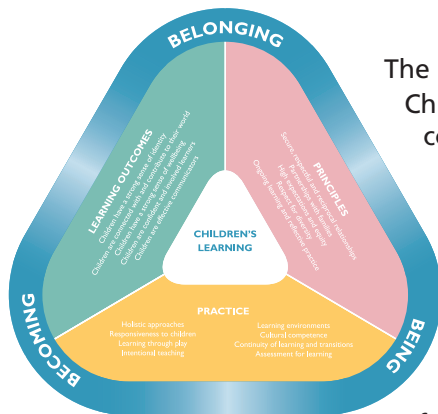 BELONGING
The
Ch
co
LEARNING OUTCOMES
Children have a strong sense of identity
Children are connected with and contribute to their world
Children have a strong sense of wellbeing
Children are confident and involved learners
Children are effective communicators
PRINCIPLES
Secure, respectful and reciprocal relationships
Partnerships with families
High expectations and equity
Respect for diversity
Ongoing learning and reflective practice
CHILDREN'S
LEARNING
PRACTICE
Holistic approaches
Responsiveness to children
Learning through play
Intentional teaching
Learning environments
Cultural competence
Continuity of learning and transitions
Assessment for learning
BECOMING
BEING